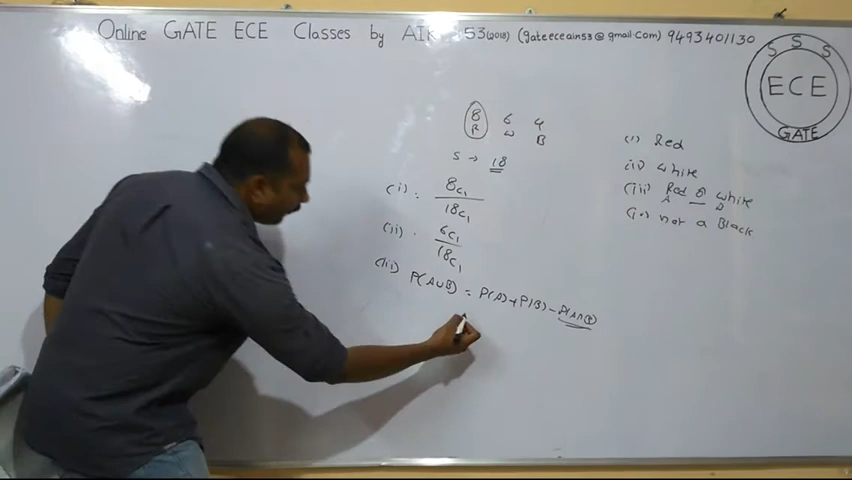 Online GATE ECE Classes by AIR 53(2018) (gateeceair53@gmail.com) 9493401130
SSS
ECE
GATE
8 6 4
R W B
S → 18
(i) Red
(ii) White
(iii) Red or white
A B
(iv) not a Black
(i) : 8C1
18C1
(ii) . 6C1
18C1
(iii) P(A∪B) = P(A)+P(B)-P(A∩B)